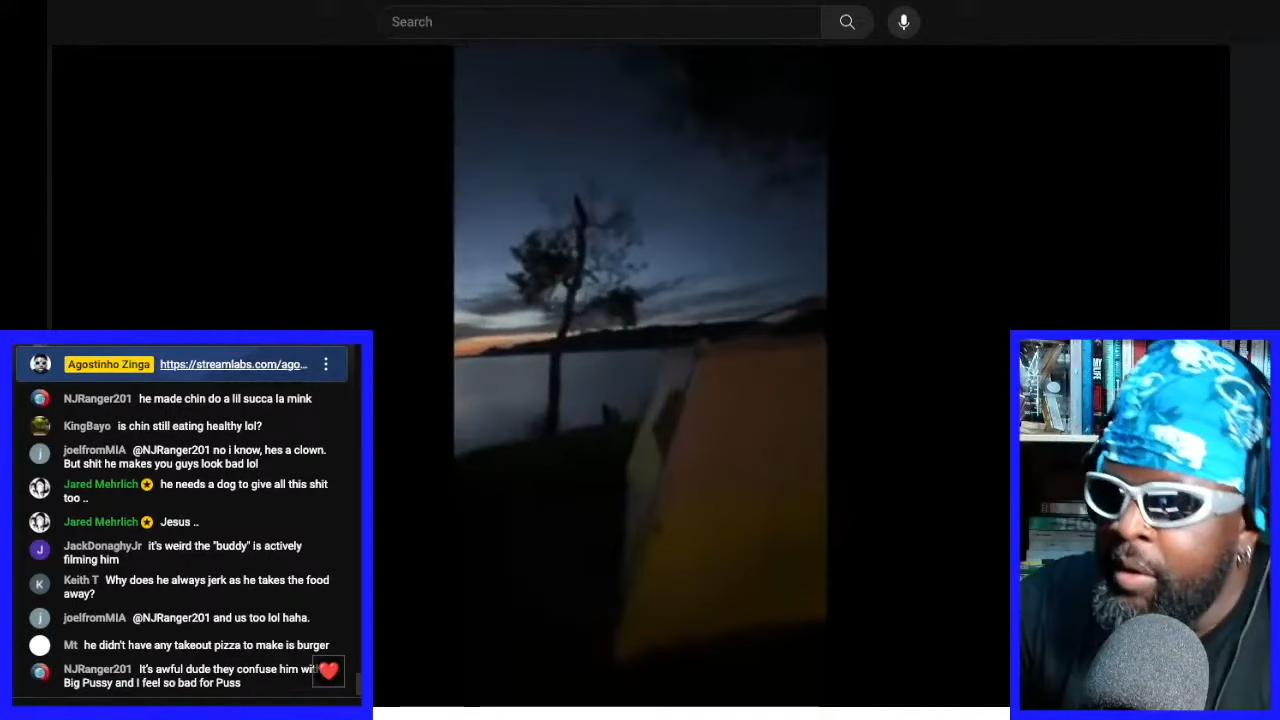 Search
Agostinho Zinga https://streamlabs.com/ago...
NJRanger201 he made chin do a lil succa la mink
KingBayo is chin still eating healthy lol?
joelfromMIA @NJRanger201 no i know, hes a clown.
But shit he makes you guys look bad lol
Jared Mehrlich he needs a dog to give all this shit
too ..
Jared Mehrlich Jesus ..
J
JackDonaghyJr it's weird the "buddy" is actively
filming him
K
Keith T Why does he always jerk as he takes the food
away?
j
joelfromMIA @NJRanger201 and us too lol haha.
Mt he didn't have any takeout pizza to make is burger
NJRanger201 It's awful dude they confuse him with
Big Pussy and I feel so bad for Puss